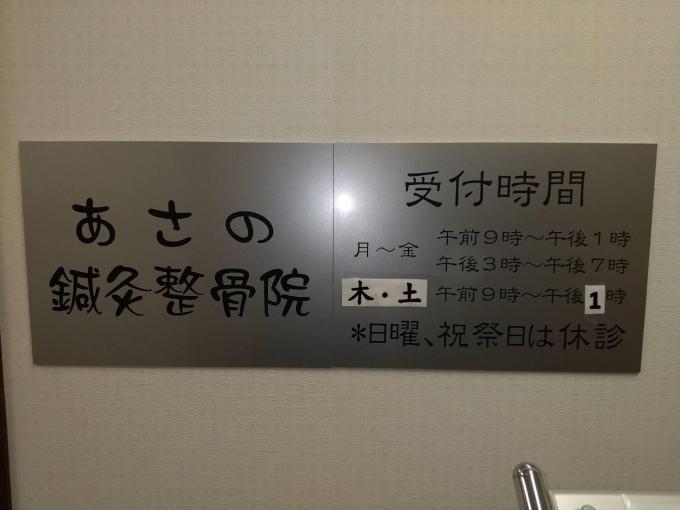 あさの
鍼灸整骨院
受付時間
月〜金
午前9時〜午後1時
午後3時〜午後7時
木・土 午前9時〜午後1時
*日曜、祝祭日は休診